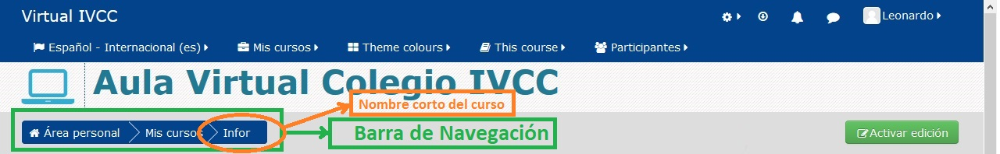 Virtual IVCC
Leonardo
Español - Internacional (es)
Mis cursos
Theme colours
This course
Participantes
Aula Virtual Colegio IVCC
Nombre corto del curso
Área personal
Mis cursos
Infor
Barra de Navegación
Activar edición